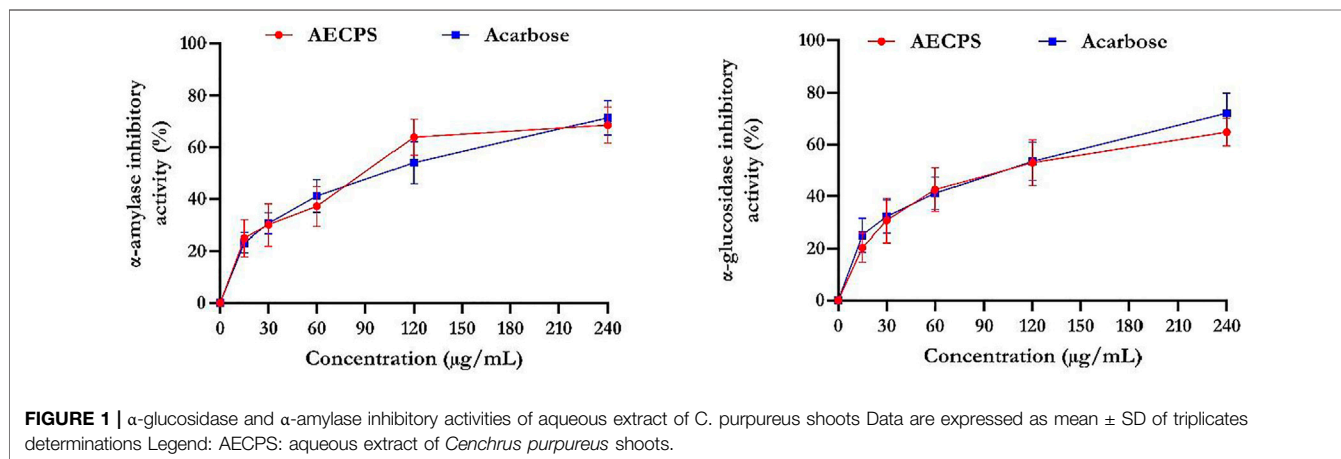 AECPS Acarbose
α-amylase inhibitory
activity (%)
100
80
60
40
20
0
0 30 60 90 120 150 180 210 240
Concentration (µg/mL)
AECPS Acarbose
α-glucosidase inhibitory
activity (%)
100
80
60
40
20
0
0 30 60 90 120 150 180 210 240
Concentration (µg/mL)
FIGURE 1 | α-glucosidase and α-amylase inhibitory activities of aqueous extract of C. purpureus shoots Data are expressed as mean ± SD of triplicates
determinations Legend: AECPS: aqueous extract of Cenchrus purpureus shoots.